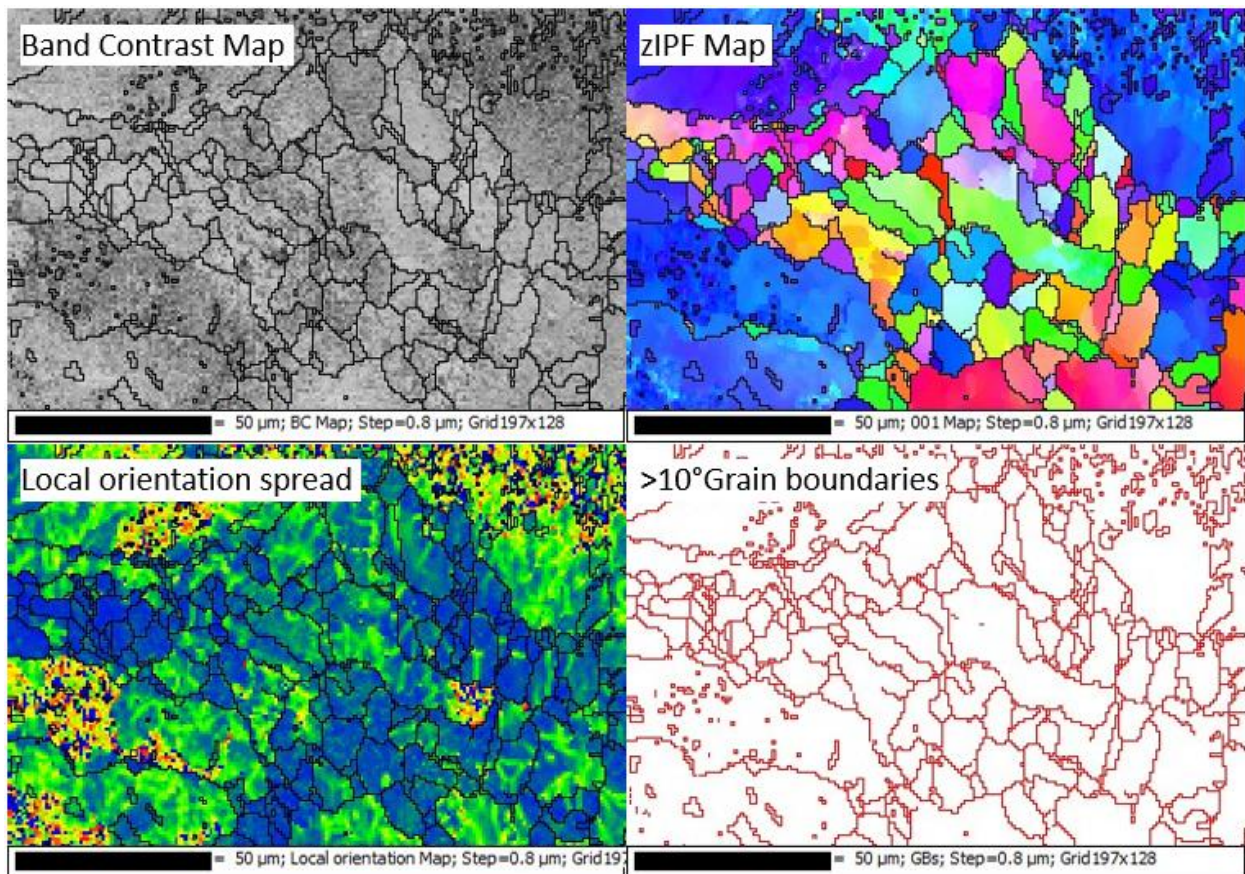 Band Contrast Map
zIPF Map
= 50 µm; BC Map; Step=0.8 µm; Grid197x128
= 50 µm; 001 Map; Step=0.8 µm; Grid197x128
Local orientation spread
>10°Grain boundaries
= 50 µm; Local orientation Map; Step=0.8 µm; Grid197
= 50 µm; GBs; Step=0.8 µm; Grid197x128